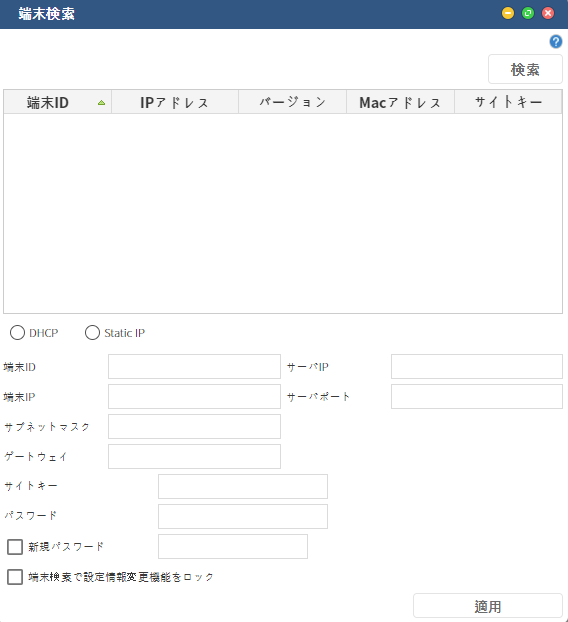 端末検索
?
検索
端末ID IPアドレス バージョン Macアドレス サイトキー
DHCP Static IP
端末ID サーバIP
端末IP サーバポート
サブネットマスク
ゲートウェイ
サイトキー
パスワード
新規パスワード
端末検索で設定情報変更機能をロック
適用